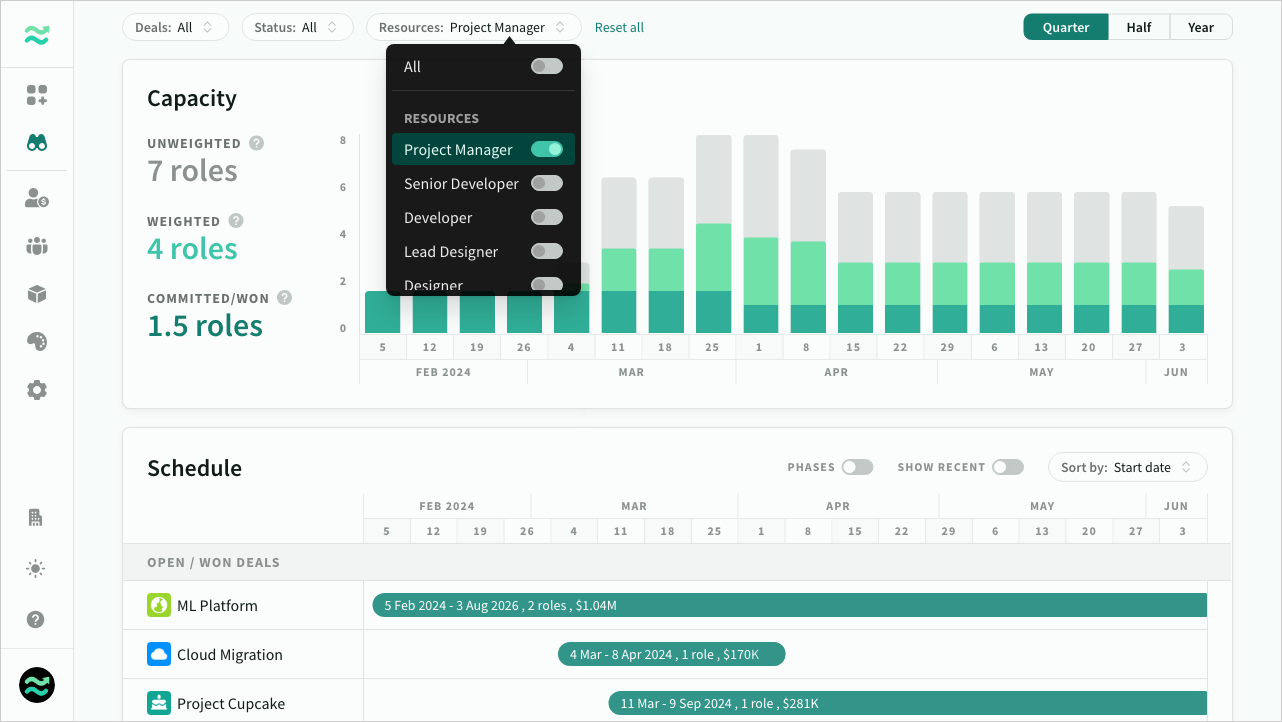 Deals: All
Status: All
Resources: Project Manager
Reset all
Quarter
Half
Year
All
RESOURCES
Project Manager
Senior Developer
Developer
Lead Designer
Designer
Capacity
UNWEIGHTED ?
7 roles
WEIGHTED ?
4 roles
COMMITTED/WON ?
1.5 roles
8
6
4
2
0
5 12 19 26 4 11 18 25 1 8 15 22 29 6 13 20 27 3
FEB 2024 MAR APR MAY JUN
Schedule
PHASES
SHOW RECENT
Sort by: Start date
FEB 2024 MAR APR MAY JUN
5 12 19 26 4 11 18 25 1 8 15 22 29 6 13 20 27 3
OPEN / WON DEALS
ML Platform
5 Feb 2024 - 3 Aug 2026 , 2 roles , $1.04M
Cloud Migration
4 Mar - 8 Apr 2024 , 1 role , $170K
Project Cupcake
11 Mar - 9 Sep 2024 , 1 role , $281K
$
?